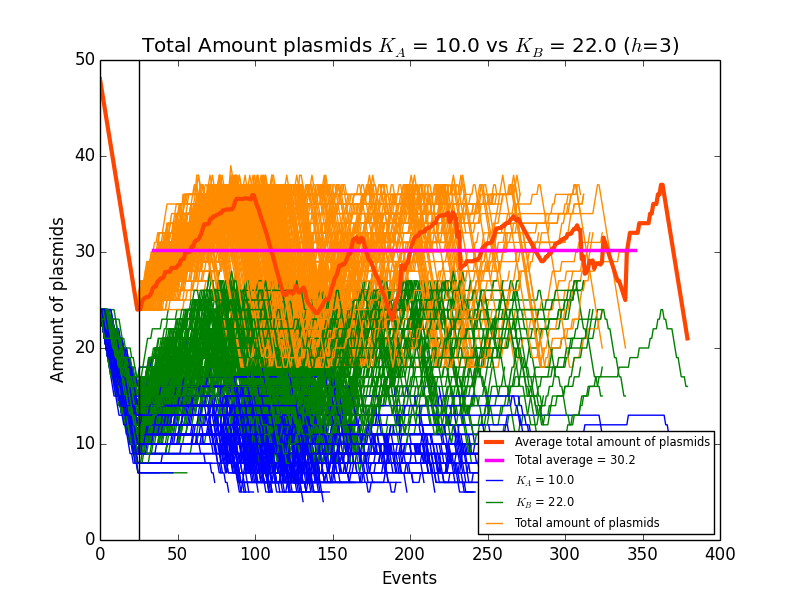 Total Amount plasmids K_A = 10.0 vs K_B = 22.0 (h=3)
Amount of plasmids
50
40
30
20
10
0
0 50 100 150 200 250 300 350 400
Events
Average total amount of plasmids
Total average = 30.2
K_A = 10.0
K_B = 22.0
Total amount of plasmids